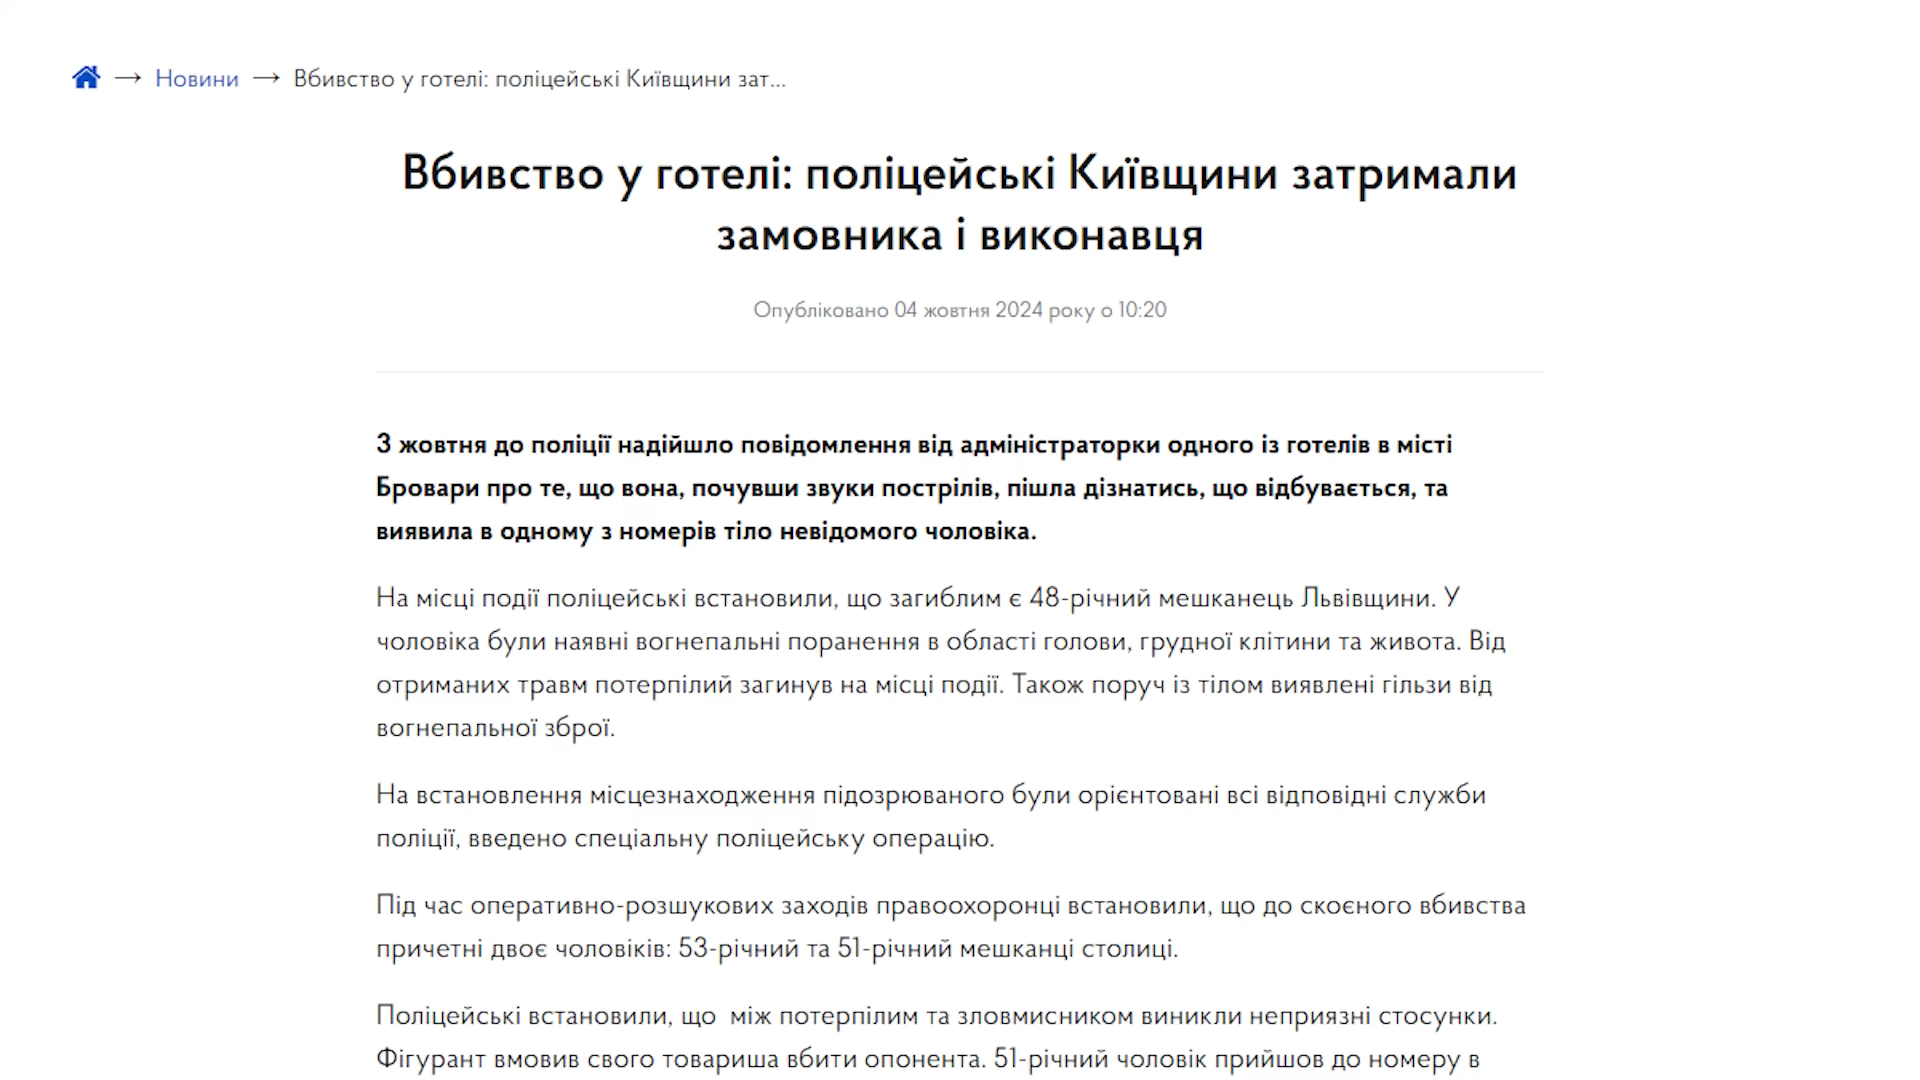 → Новини → Вбивство у готелі: поліцейські Київщини зат...
Вбивство у готелі: поліцейські Київщини затримали
замовника і виконавця
Опубліковано 04 жовтня 2024 року о 10:20
3 жовтня до поліції надійшло повідомлення від адміністраторки одного із готелів в місті
Бровари про те, що вона, почувши звуки пострілів, пішла дізнатись, що відбувається, та
виявила в одному з номерів тіло невідомого чоловіка.
На місці події поліцейські встановили, що загиблим є 48-річний мешканець Львівщини. У
чоловіка були наявні вогнепальні поранення в області голови, грудної клітини та живота. Від
отриманих травм потерпілий загинув на місці події. Також поруч із тілом виявлені гільзи від
вогнепальної зброї.
На встановлення місцезнаходження підозрюваного були орієнтовані всі відповідні служби
поліції, введено спеціальну поліцейську операцію.
Під час оперативно-розшукових заходів правоохоронці встановили, що до скоєного вбивства
причетні двоє чоловіків: 53-річний та 51-річний мешканці столиці.
Поліцейські встановили, що  між потерпілим та зловмисником виникли неприязні стосунки.
Фігурант вмовив свого товариша вбити опонента. 51-річний чоловік прийшов до номеру в